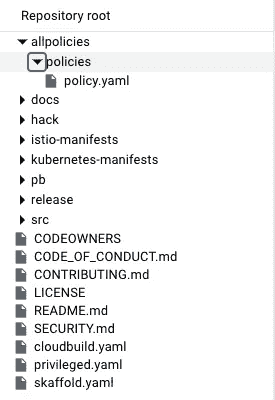 Repository root
allpolicies
policies
policy.yaml
docs
hack
istio-manifests
kubernetes-manifests
pb
release
src
CODEOWNERS
CODE_OF_CONDUCT.md
CONTRIBUTING.md
LICENSE
README.md
SECURITY.md
cloudbuild.yaml
privileged.yaml
skaffold.yaml